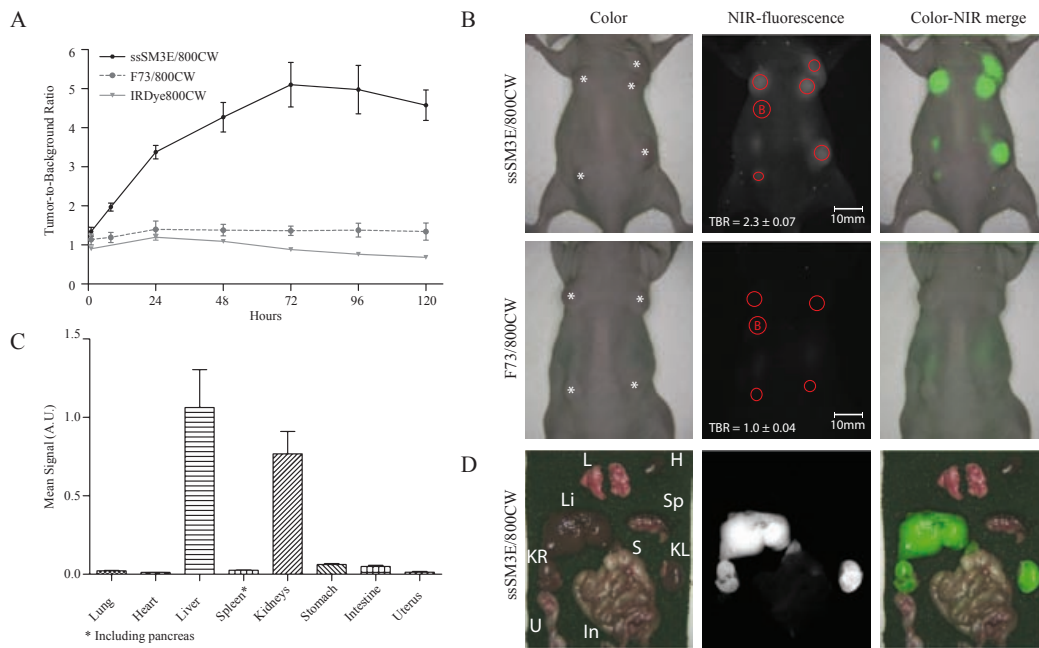 A
ssSM3E/800CW
F73/800CW
IRDye800CW
Tumor-to-Background Ratio
6
5
4
3
2
1
0
0
24
48
72
96
120
Hours
B
Color
NIR-fluorescence
Color-NIR merge
ssSM3E/800CW
*
*
*
*
*
B
TBR = 2.3 ± 0.07
10mm
F73/800CW
*
*
*
*
B
TBR = 1.0 ± 0.04
10mm
C
Mean Signal (A.U.)
1.5
1.0
0.5
0.0
Lung
Heart
Liver
Spleen*
Kidneys
Stomach
Intestine
Uterus
* Including pancreas
D
ssSM3E/800CW
L
H
Li
Sp
KR
S
KL
U
In